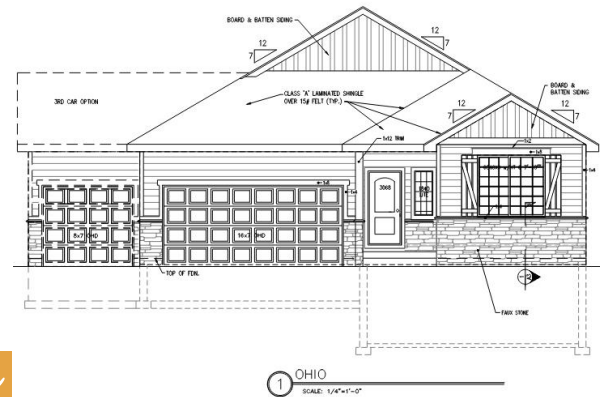 BOARD & BATTEN SIDING
12
7
12
7
3RD CAR OPTION
CLASS "A" LAMINATED SHINGLE
OVER 15# FELT (TYP.)
BOARD &
BATTEN SIDING
12
7
12
7
1x12 TRIM
1x2
1x8
1x8
1x4
1x4
3068
8x7 OHD
16x7 OHD
TOP OF FDN.
FAUX STONE
1
OHIO
SCALE: 1/4"=1'-0"